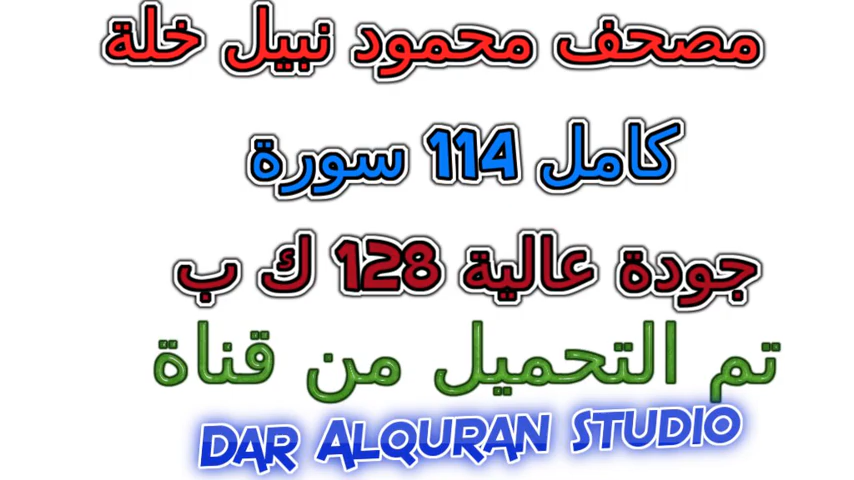 مصحف محمود نبيل خلة
كامل 114 سورة
جودة عالية 128 ك ب
تم التحميل من قناة
DAR ALQURAN STUDIO